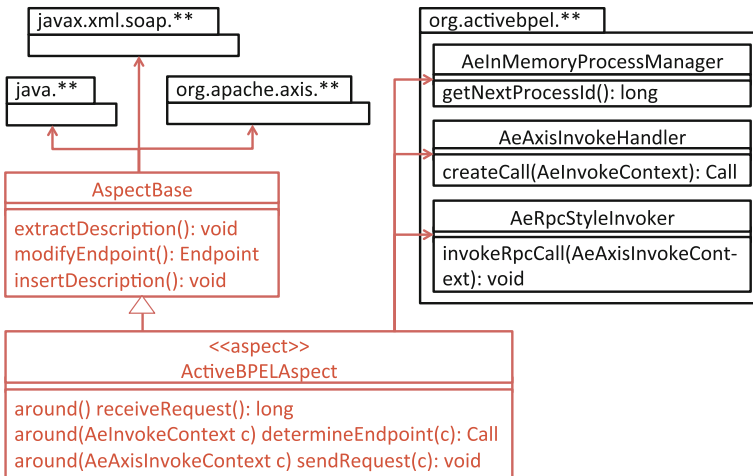 javax.xml.soap.**
java.**
org.apache.axis.**
AspectBase
extractDescription(): void
modifyEndpoint(): Endpoint
insertDescription(): void
<<aspect>>
ActiveBPELAspect
around() receiveRequest(): long
around(AeInvokeContext c) determineEndpoint(c): Call
around(AeAxisInvokeContext c) sendRequest(c): void
org.activebpel.**
AeInMemoryProcessManager
getNextProcessId(): long
AeAxisInvokeHandler
createCall(AeInvokeContext): Call
AeRpcStyleInvoker
invokeRpcCall(AeAxisInvokeCont-
ext): void